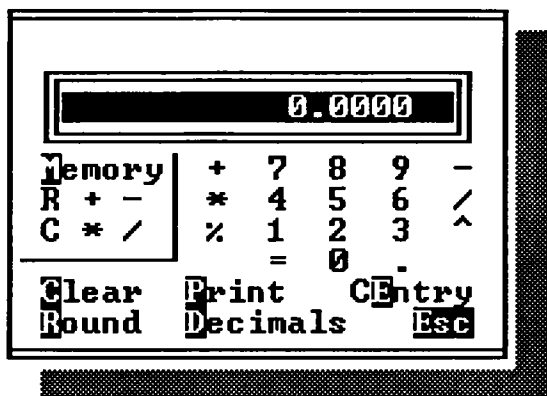 0.0000
Memory + 7 8 9 -
R + - * 4 5 6 /
C * / % 1 2 3 ^
= 0 .
Clear Print CEntry
Round Decimals Esc